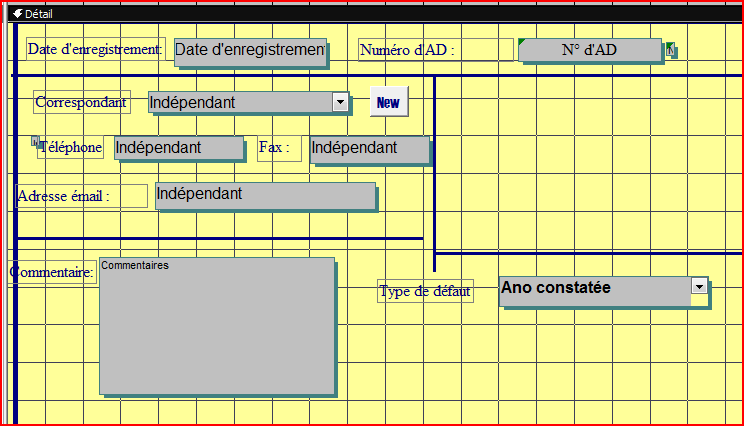 Détail
Date d'enregistrement: Date d'enregistremen Numéro d'AD : N° d'AD
Correspondant Indépendant New
Téléphone Indépendant Fax : Indépendant
Adresse émail : Indépendant
Commentaire: Commentaires
Type de défaut Ano constatée